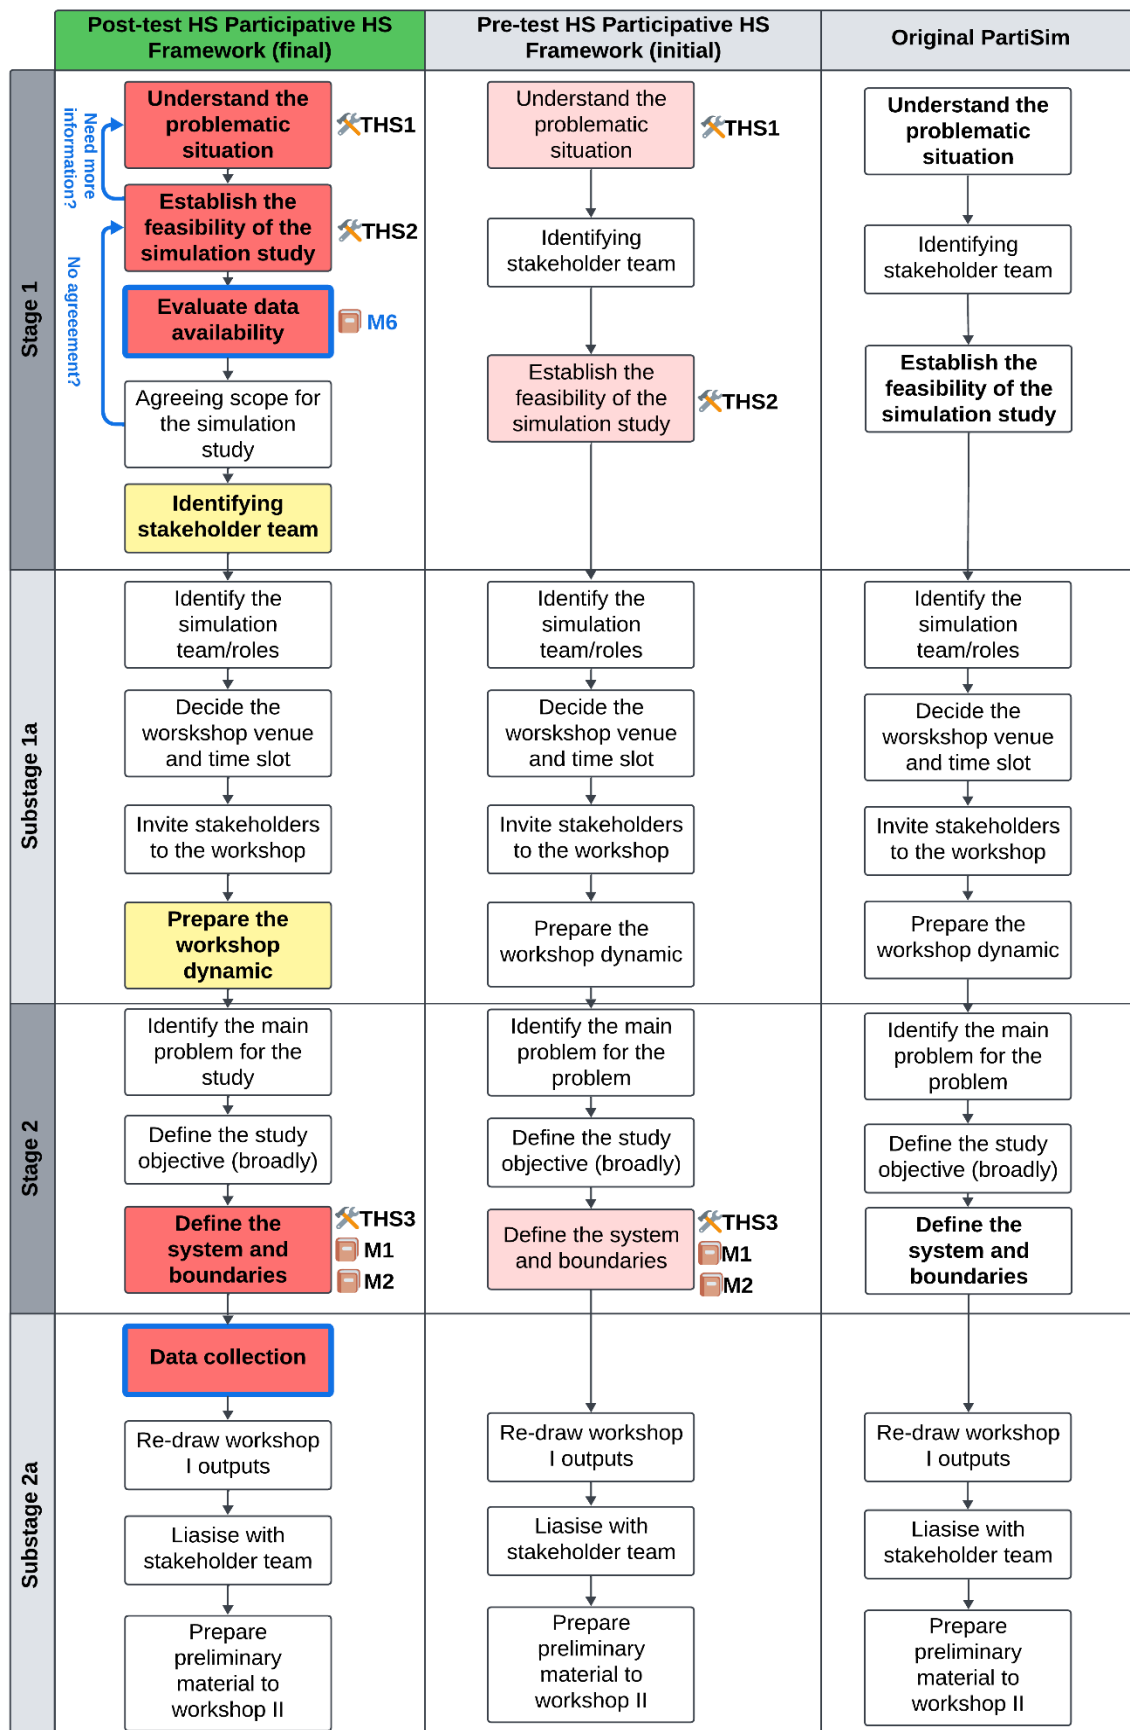 Post-test HS Participative HS
Framework (final)
Pre-test HS Participative HS
Framework (initial)
Original PartiSim
Stage 1
Need more
information?
No agreeement?
Understand the
problematic
situation
THS1
Establish the
feasibility of the
simulation study
THS2
Evaluate data
availability
M6
Agreeing scope for
the simulation
study
Identifying
stakeholder team
Understand the
problematic
situation
THS1
Identifying
stakeholder team
Establish the
feasibility of the
simulation study
THS2
Understand the
problematic
situation
Identifying
stakeholder team
Establish the
feasibility of the
simulation study
Substage 1a
Identify the
simulation
team/roles
Decide the
worskshop venue
and time slot
Invite stakeholders
to the workshop
Prepare the
workshop
dynamic
Identify the
simulation
team/roles
Decide the
worskshop venue
and time slot
Invite stakeholders
to the workshop
Prepare the
workshop dynamic
Identify the
simulation
team/roles
Decide the
worskshop venue
and time slot
Invite stakeholders
to the workshop
Prepare the
workshop dynamic
Stage 2
Identify the main
problem for the
study
Define the study
objective (broadly)
Define the
system and
boundaries
THS3
M1
M2
Identify the main
problem for the
problem
Define the study
objective (broadly)
Define the system
and boundaries
THS3
M1
M2
Identify the main
problem for the
problem
Define the study
objective (broadly)
Define the
system and
boundaries
Substage 2a
Data collection
Re-draw workshop
I outputs
Liasise with
stakeholder team
Prepare
preliminary
material to
workshop II
Re-draw workshop
I outputs
Liasise with
stakeholder team
Prepare
preliminary
material to
workshop II
Re-draw workshop
I outputs
Liasise with
stakeholder team
Prepare
preliminary
material to
workshop II